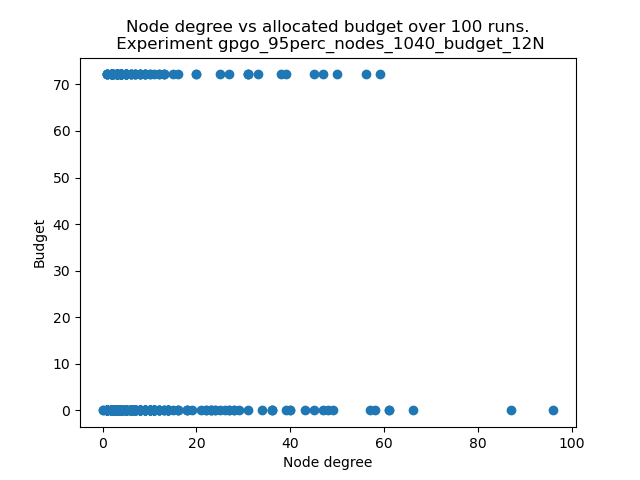 Node degree vs allocated budget over 100 runs.
Experiment gpgo_95perc_nodes_1040_budget_12N
70
60
50
40
30
20
10
0
Budget
0 20 40 60 80 100
Node degree